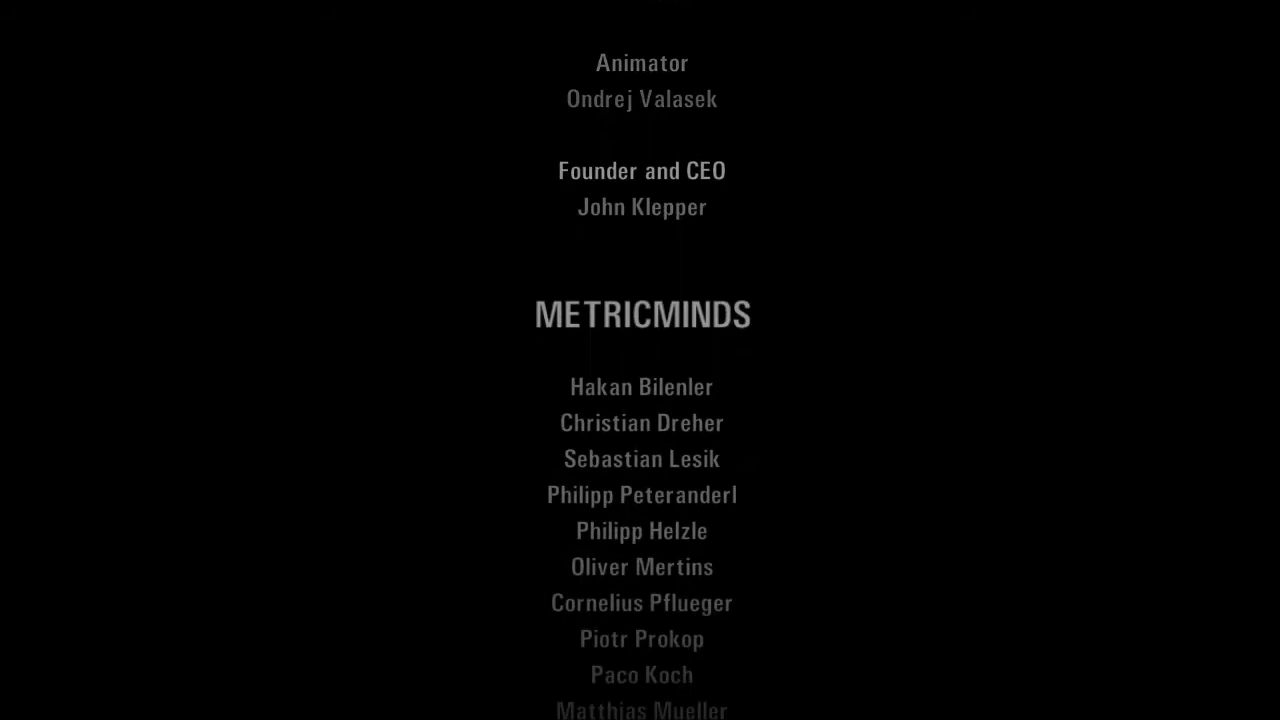 Animator
Ondrej Valasek
Founder and CEO
John Klepper
METRICMINDS
Hakan Bilenler
Christian Dreher
Sebastian Lesik
Philipp Peteranderl
Philipp Helzle
Oliver Mertins
Cornelius Pflueger
Piotr Prokop
Paco Koch
Matthias Mueller